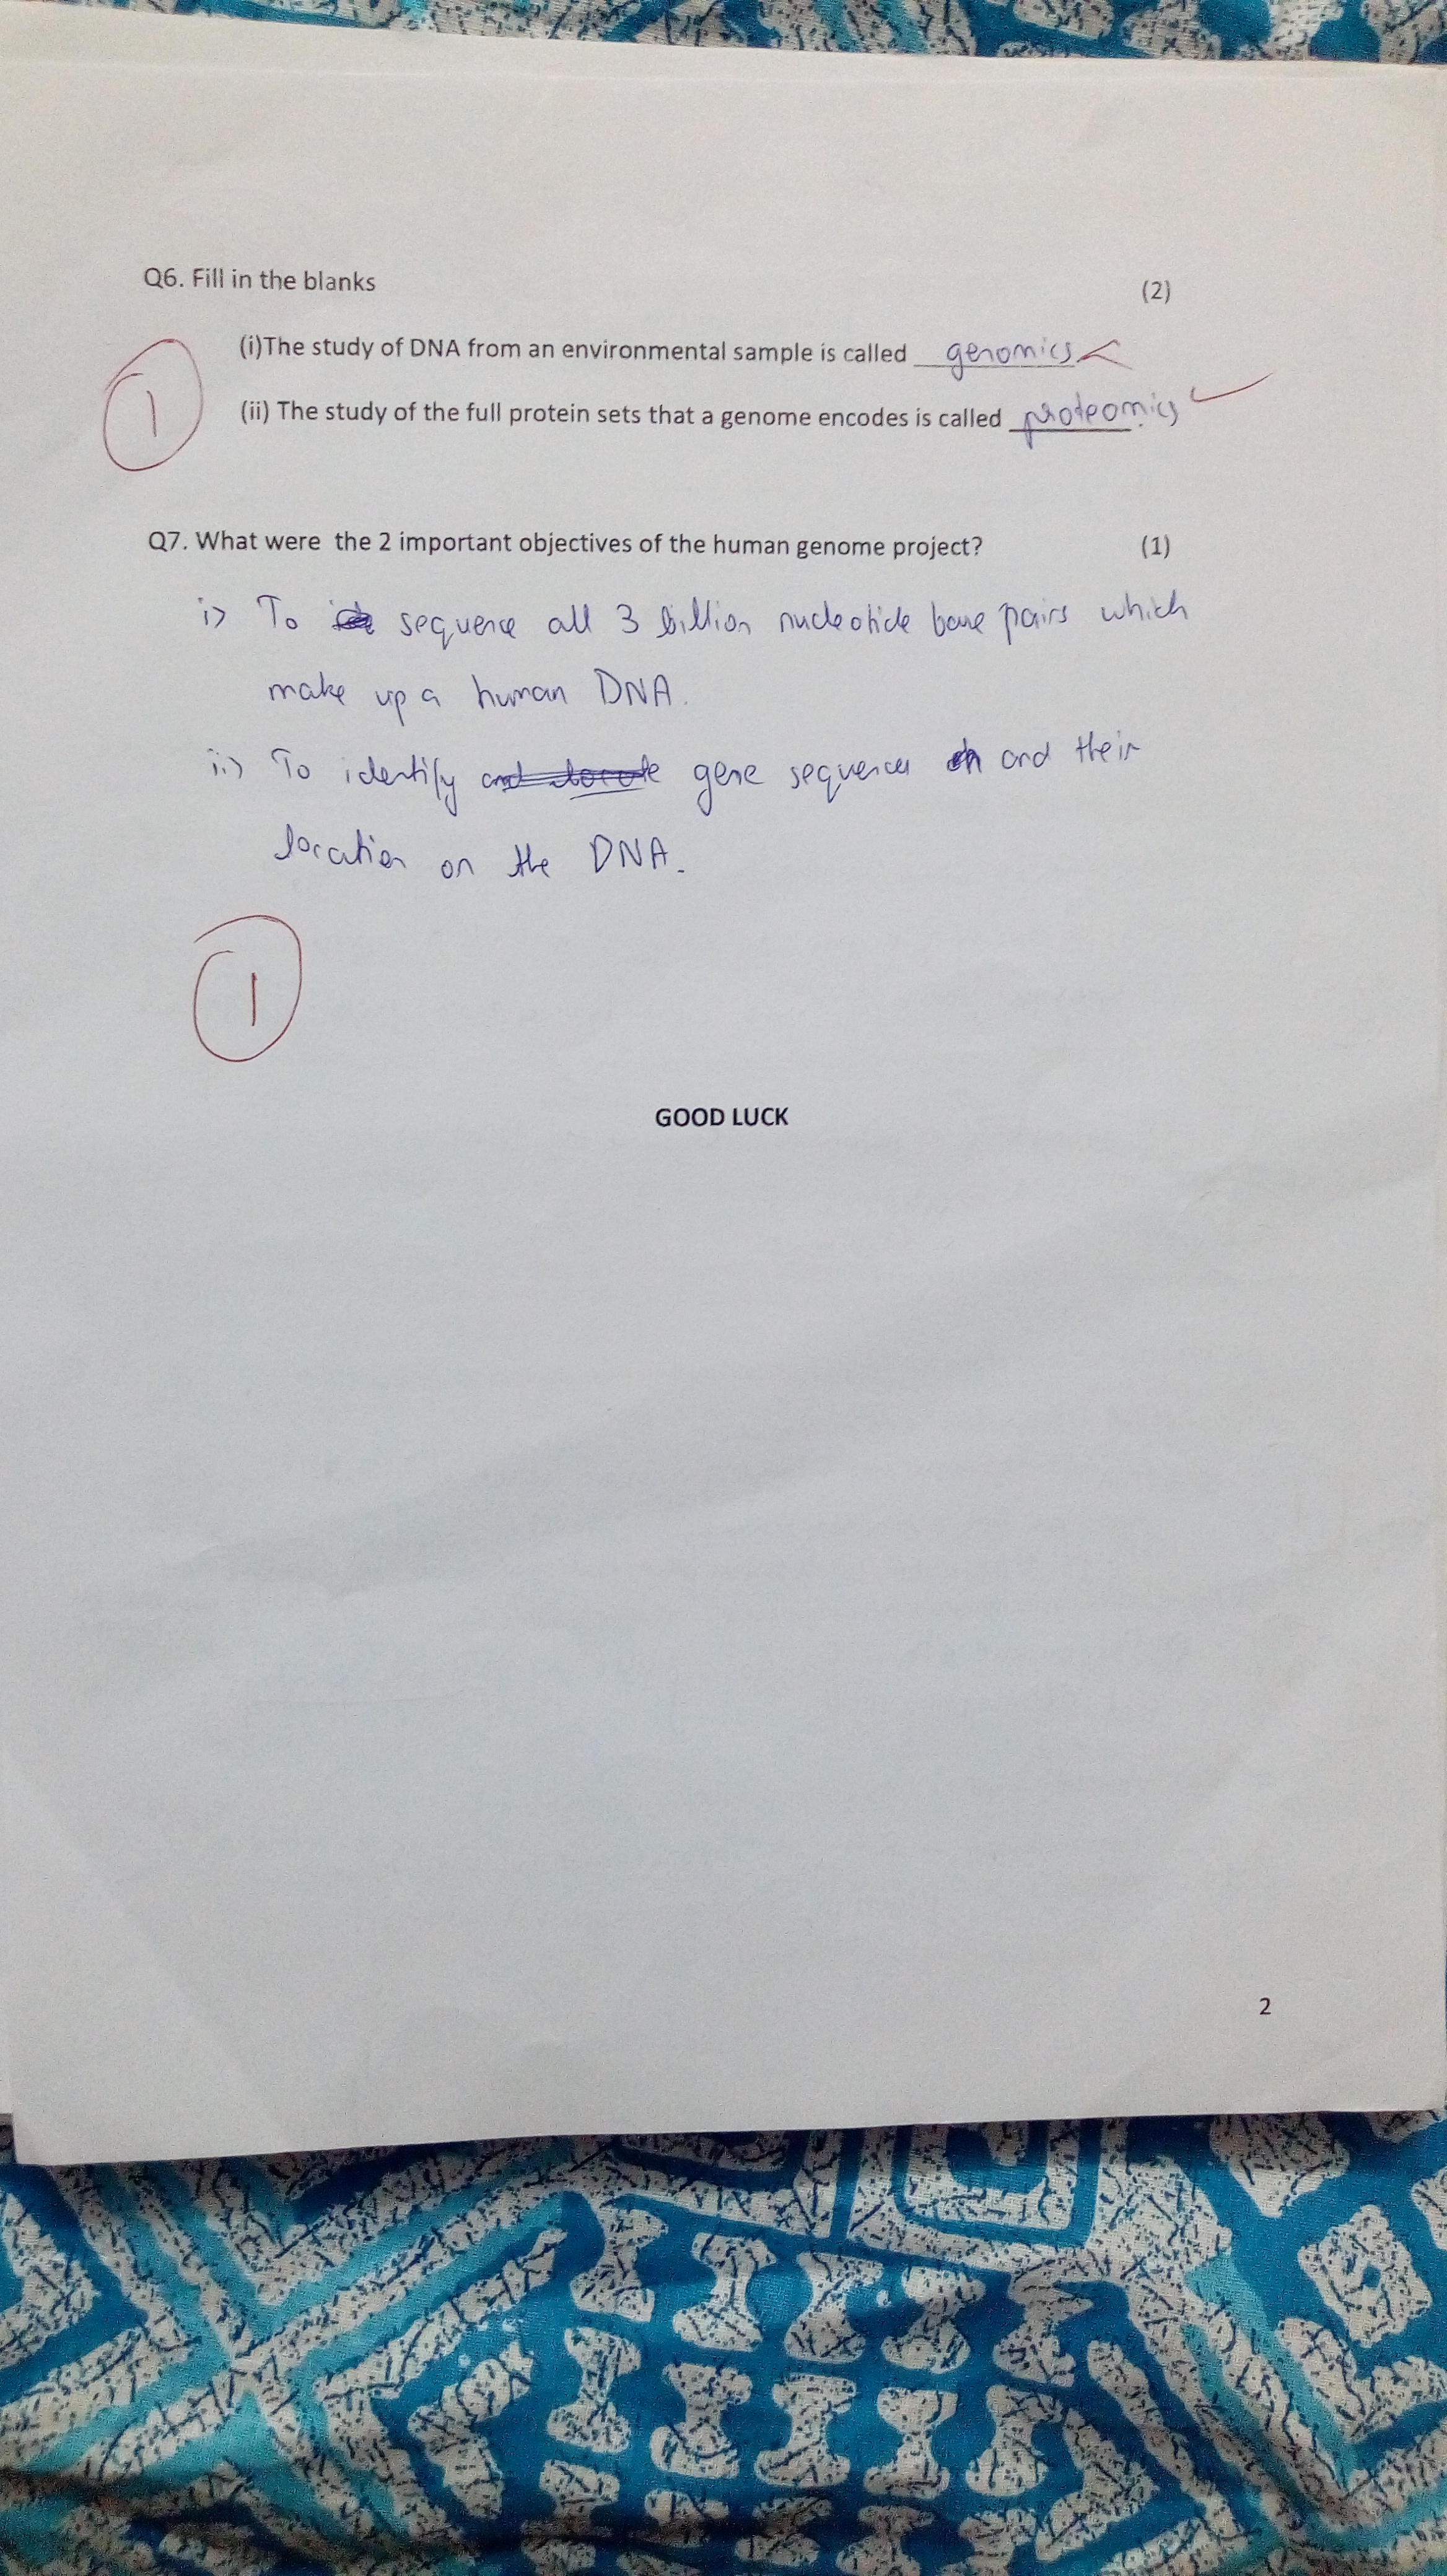 Q6. Fill in the blanks (2)
(i)The study of DNA from an environmental sample is called genomics
1
(ii) The study of the full protein sets that a genome encodes is called proteomics.
Q7. What were the 2 important objectives of the human genome project? (1)
i) To sequence all 3 billion nucleotide base pairs which
make up a human DNA.
ii) To identify gene sequences and their
location on the DNA.
1
GOOD LUCK
2